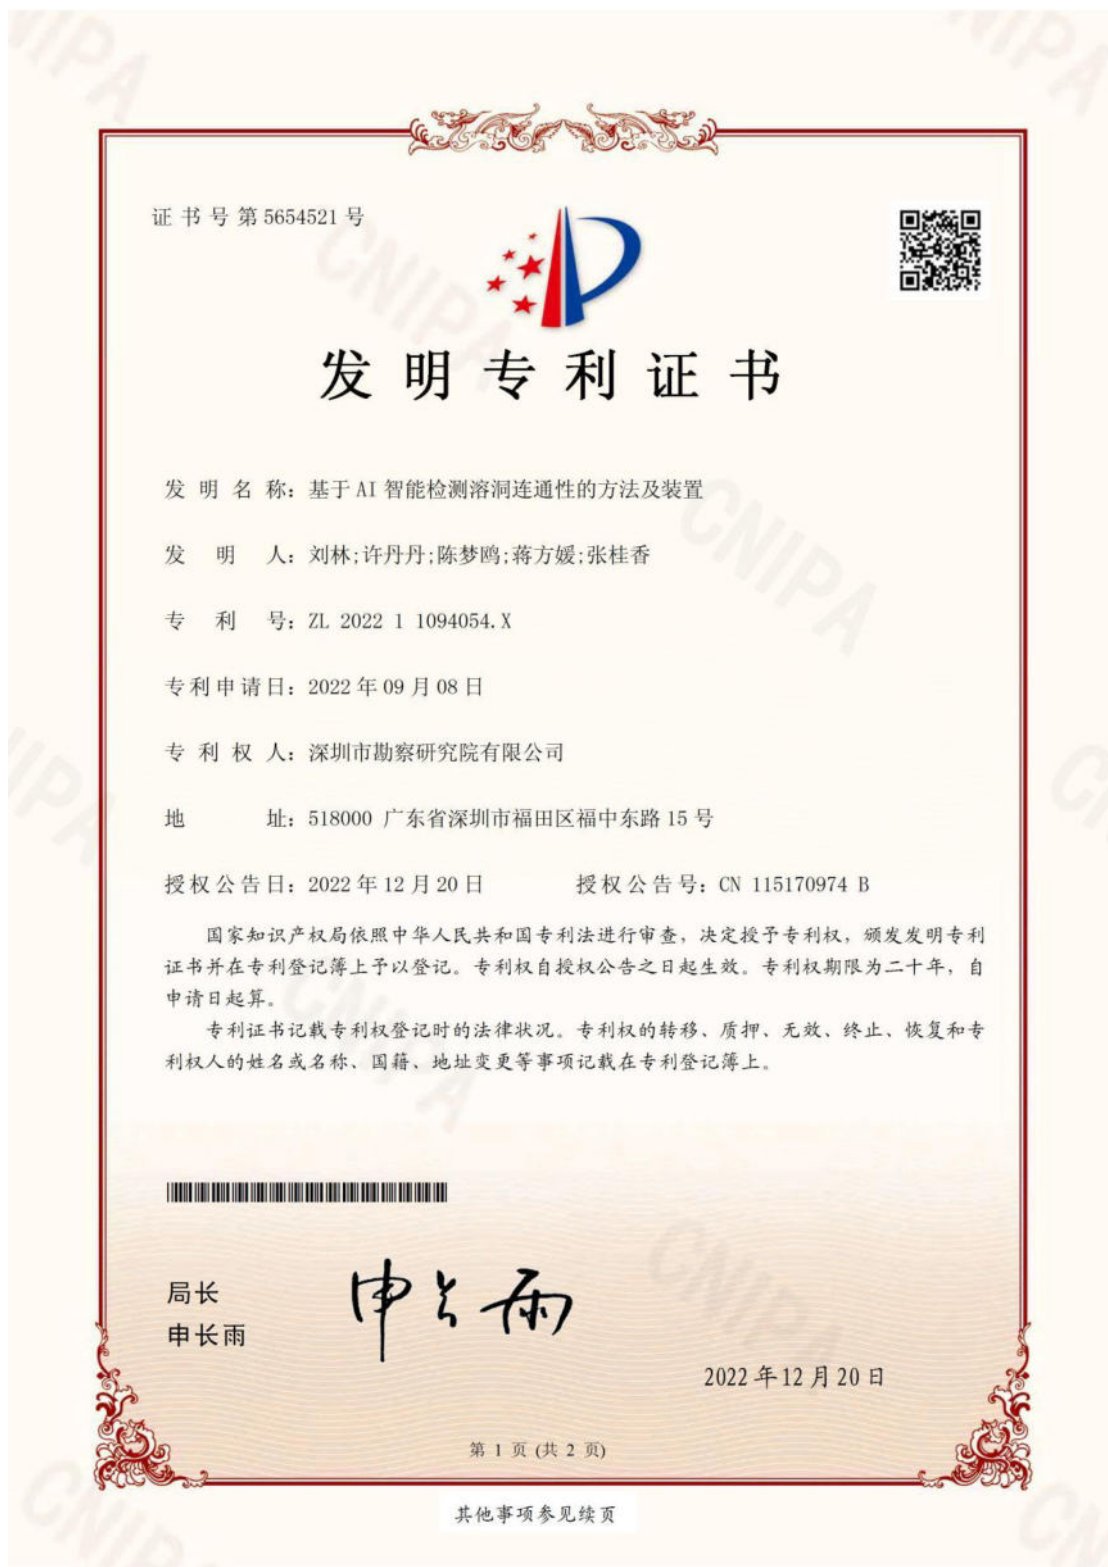 证书号第5654521号
发明专利证书
发明名称：基于AI智能检测溶洞连通性的方法及装置
发明人：刘林;许丹丹;陈梦鸥;蒋方媛;张桂香
专利号：ZL 2022 1 1094054.X
专利申请日：2022年09月08日
专利权人：深圳市勘察研究院有限公司
地址：518000 广东省深圳市福田区福中东路15号
授权公告日：2022年12月20日 授权公告号：CN 115170974 B
国家知识产权局依照中华人民共和国专利法进行审查，决定授予专利权，颁发发明专利
证书并在专利登记簿上予以登记。专利权自授权公告之日起生效。专利权期限为二十年，自
申请日起算。
专利证书记载专利权登记时的法律状况。专利权的转移、质押、无效、终止、恢复和专
利权人的姓名或名称、国籍、地址变更等事项记载在专利登记簿上。
局长
申长雨
申长雨
2022年12月20日
第 1 页 (共 2 页)
其他事项参见续页
CNIPA
CNIPA
CNIPA
CNIPA